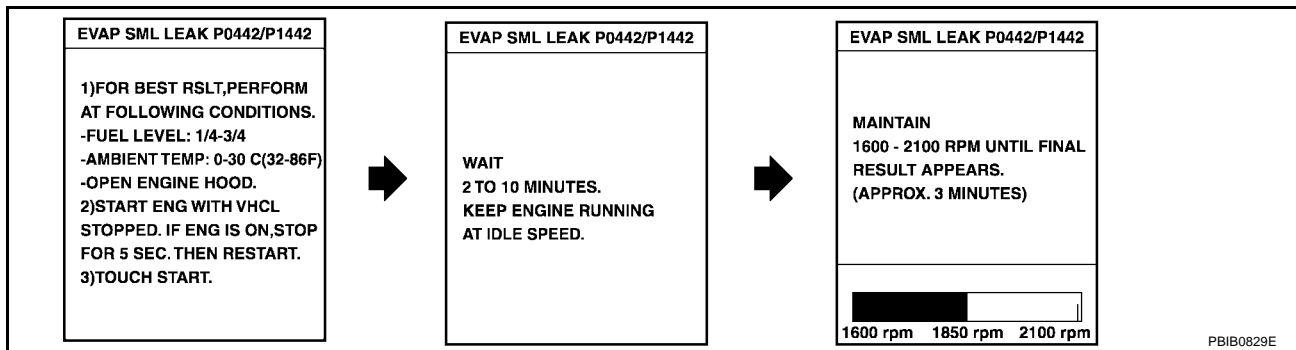 EVAP SML LEAK P0442/P1442
1)FOR BEST RSLT,PERFORM
AT FOLLOWING CONDITIONS.
-FUEL LEVEL: 1/4-3/4
-AMBIENT TEMP: 0-30 C(32-86F)
-OPEN ENGINE HOOD.
2)START ENG WITH VHCL
STOPPED. IF ENG IS ON,STOP
FOR 5 SEC. THEN RESTART.
3)TOUCH START.
EVAP SML LEAK P0442/P1442
WAIT
2 TO 10 MINUTES.
KEEP ENGINE RUNNING
AT IDLE SPEED.
EVAP SML LEAK P0442/P1442
MAINTAIN
1600 - 2100 RPM UNTIL FINAL
RESULT APPEARS.
(APPROX. 3 MINUTES)
1600 rpm 1850 rpm 2100 rpm
PBIB0829E